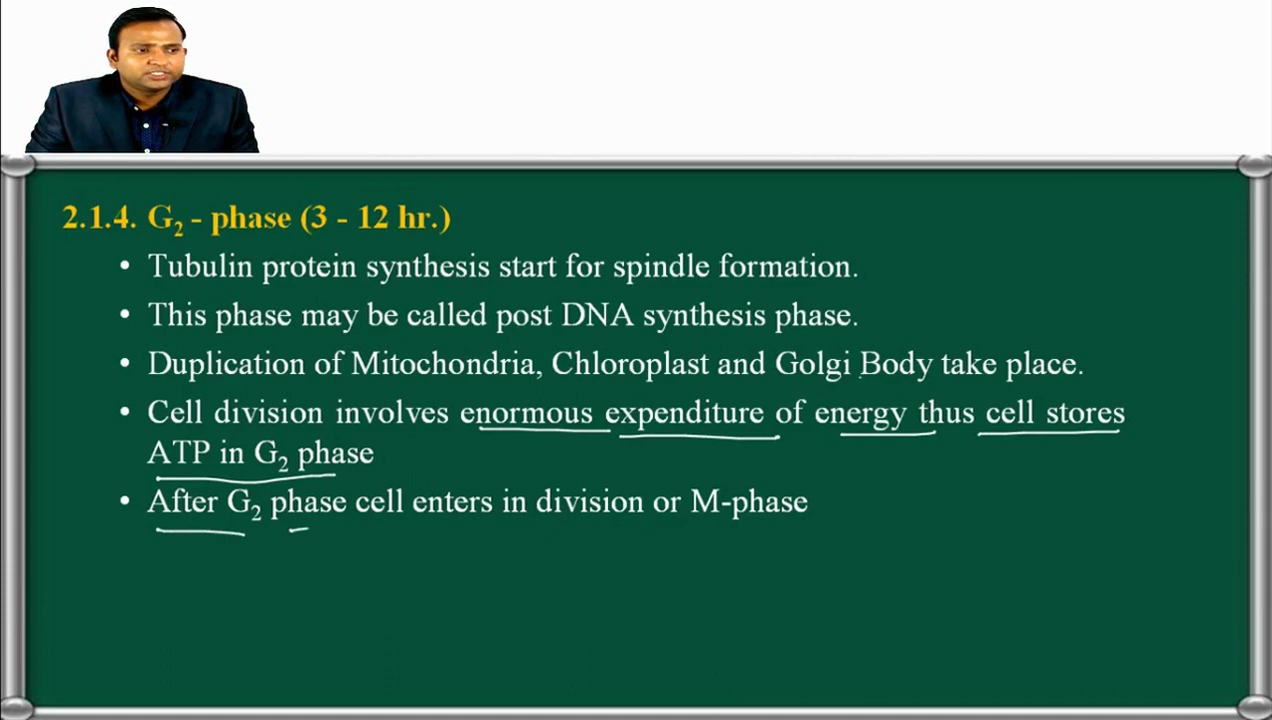 2.1.4. G₂ - phase (3 - 12 hr.)
• Tubulin protein synthesis start for spindle formation.
• This phase may be called post DNA synthesis phase.
• Duplication of Mitochondria, Chloroplast and Golgi Body take place.
• Cell division involves enormous expenditure of energy thus cell stores
ATP in G₂ phase
• After G₂ phase cell enters in division or M-phase